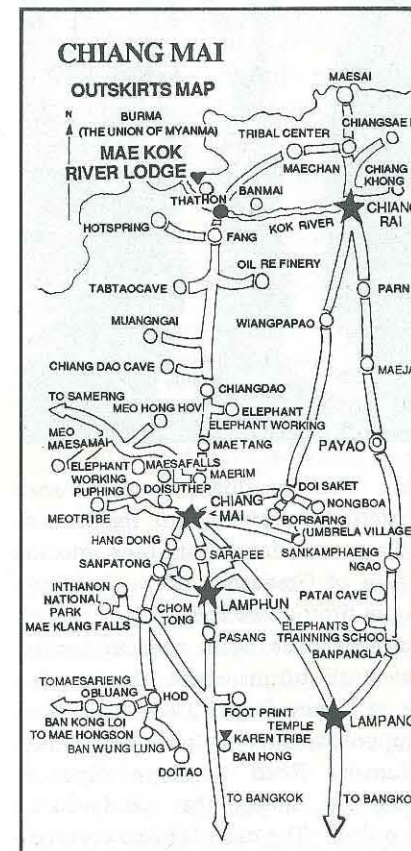 CHIANG MAI
OUTSKIRTS MAP
N
BURMA
(THE UNION OF MYANMA)
MAE KOK
RIVER LODGE
THATHON
MAESAI
TRIBAL CENTER
CHIANGSAE
MAECHAN
CHIANG
KHONG
BANMAI
CHIANG
RAI
KOK RIVER
HOTSPRING
FANG
OIL RE FINERY
TABTAOCAVE
PARN
MUANGNGAI
WIANGPAPAO
CHIANG DAO CAVE
MAEJA
CHIANGDAO
TO SAMERNG
MEO HONG HOV
ELEPHANT
ELEPHANT WORKING
MEO
MAESAMAI
MAE TANG
PAYAO
ELEPHANT
WORKING
MAESAFALLS
MAERIM
PUPHING
DOISUTHEP
CHIANG
MAI
DOI SAKET
NONGBOA
MEOTRIBE
BORSARNG
(UMBRELLA VILLAGE
HANG DONG
SARAPEE
SANKAMPHAENG
SANPATONG
NGAO
INTHANON
NATIONAL
PARK
LAMPHUN
PATAI CAVE
MAE KLANG FALLS
CHOM
TONG
PASANG
ELEPHANTS
TRAINNING SCHOOL
BANPANGLA
TOMAESARIENG
OBLUANG
HOD
FOOT PRINT
TEMPLE
LAMPANG
BAN KONG LOI
TO MAE HONGSON
KAREN TRIBE
BAN WUNG LUNG
BAN HONG
DOITAO
TO BANGKOK
TO BANGKO